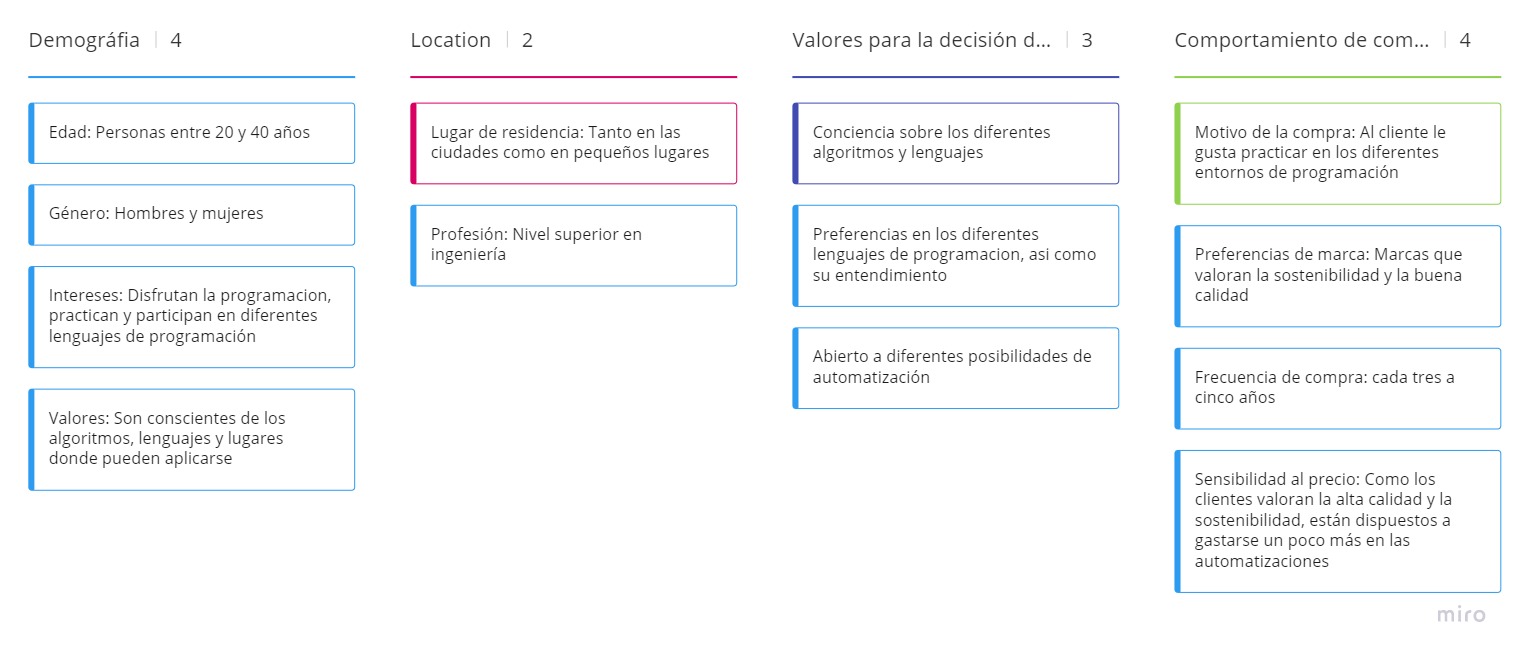 Demográfia 4
Edad: Personas entre 20 y 40 años
Género: Hombres y mujeres
Intereses: Disfrutan la programacion,
practican y participan en diferentes
lenguajes de programación
Valores: Son conscientes de los
algoritmos, lenguajes y lugares
donde pueden aplicarse
Location 2
Lugar de residencia: Tanto en las
ciudades como en pequeños lugares
Profesión: Nivel superior en
ingeniería
Valores para la decisión d... 3
Conciencia sobre los diferentes
algoritmos y lenguajes
Preferencias en los diferentes
lenguajes de programacion, asi como
su entendimiento
Abierto a diferentes posibilidades de
automatización
Comportamiento de com... 4
Motivo de la compra: Al cliente le
gusta practicar en los diferentes
entornos de programación
Preferencias de marca: Marcas que
valoran la sostenibilidad y la buena
calidad
Frecuencia de compra: cada tres a
cinco años
Sensibilidad al precio: Como los
clientes valoran la alta calidad y la
sostenibilidad, están dispuestos a
gastarse un poco más en las
automatizaciones
miro